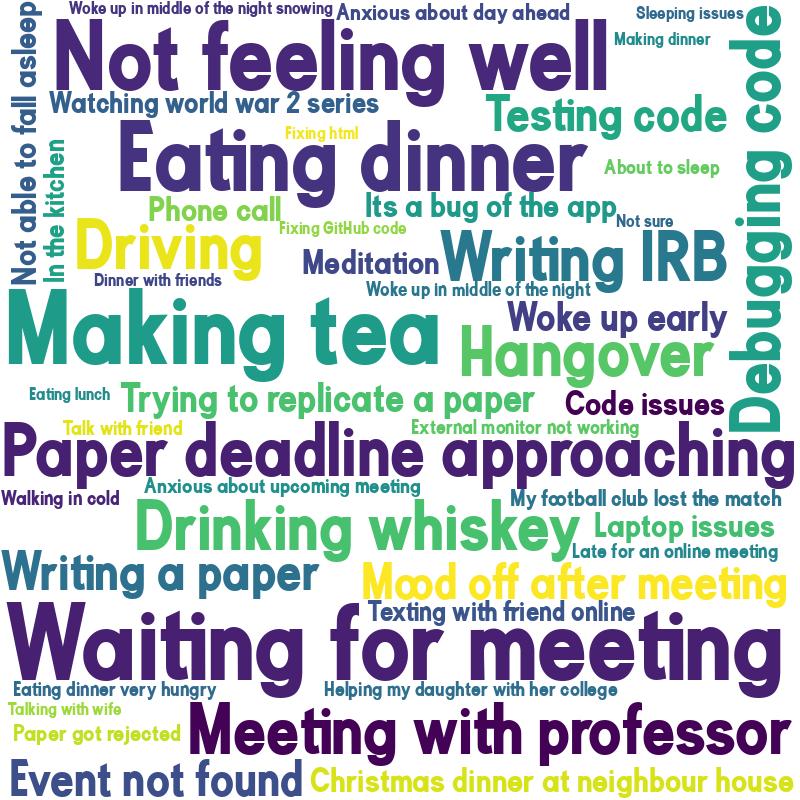 Woke up in middle of the night snowing
Anxious about day ahead
Sleeping issues
Not able to fall asleep
Not feeling well
Making dinner
Debugging code
Watching world war 2 series
Testing code
Eating dinner
Fixing html
About to sleep
In the kitchen
Phone call
Its a bug of the app
Not sure
Driving
Fixing GitHub code
Meditation
Writing IRB
Dinner with friends
Woke up in middle of the night
Making tea
Woke up early
Hangover
Eating lunch
Trying to replicate a paper
Code issues
Talk with friend
External monitor not working
Paper deadline approaching
Walking in cold
Anxious about upcoming meeting
My football club lost the match
Drinking whiskey
Laptop issues
Late for an online meeting
Writing a paper
Mood off after meeting
Texting with friend online
Waiting for meeting
Eating dinner very hungry
Helping my daughter with her college
Talking with wife
Paper got rejected
Meeting with professor
Event not found
Christmas dinner at neighbour house